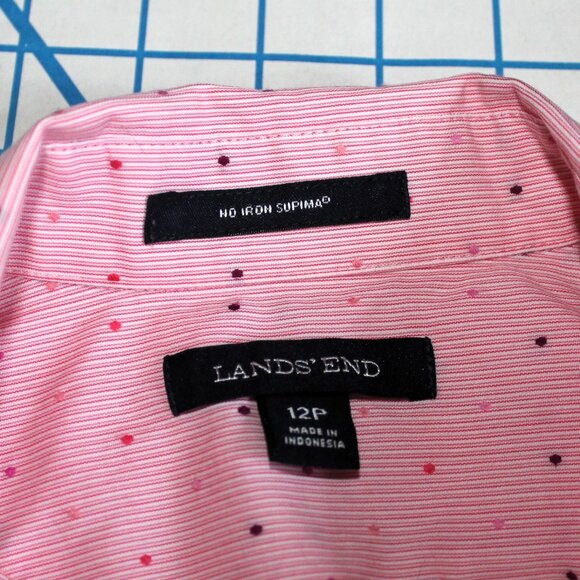 NO IRON SUPIMA®
LANDS' END
12P
MADE IN
INDONESIA